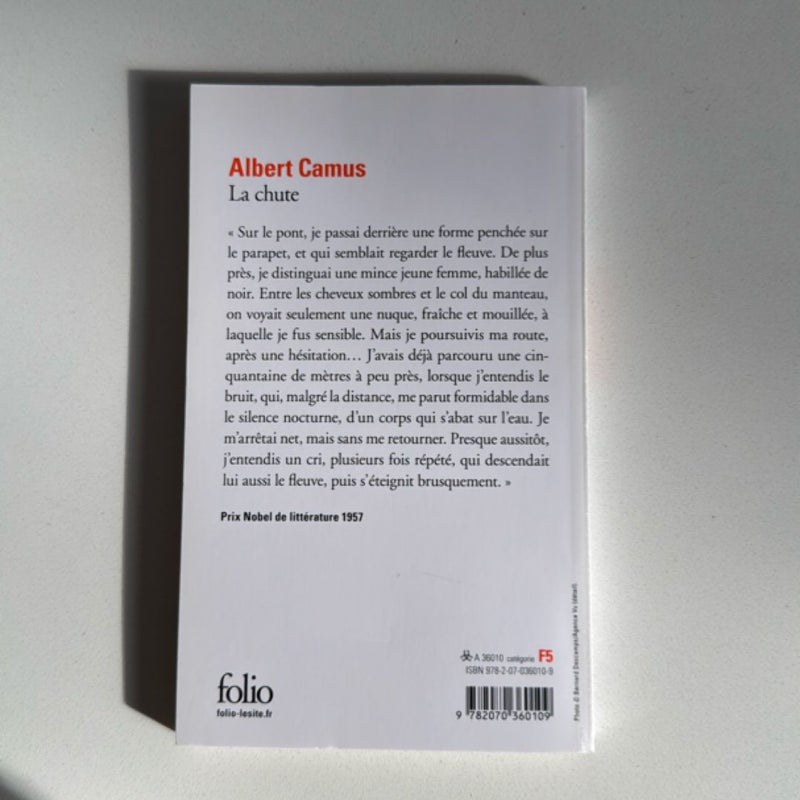 Albert Camus
La chute
« Sur le pont, je passai derrière une forme penchée sur
le parapet, et qui semblait regarder le fleuve. De plus
près, je distinguai une mince jeune femme, habillée de
noir. Entre les cheveux sombres et le col du manteau,
on voyait seulement une nuque, fraîche et mouillée, à
laquelle je fus sensible. Mais je poursuivis ma route,
après une hésitation... J'avais déjà parcouru une cin-
quantaine de mètres à peu près, lorsque j'entendis le
bruit, qui, malgré la distance, me parut formidable dans
le silence nocturne, d'un corps qui s'abat sur l'eau. Je
m'arrêtai net, mais sans me retourner. Presque aussitôt,
j'entendis un cri, plusieurs fois répété, qui descendait
lui aussi le fleuve, puis s'éteignit brusquement. »
Prix Nobel de littérature 1957
A 36010 catégorie F5
ISBN 978-2-07-036010-9
folio
folio-lesite.fr
9 782070 360109
Photo © Bernard Descamps/Agence Vu (détail).